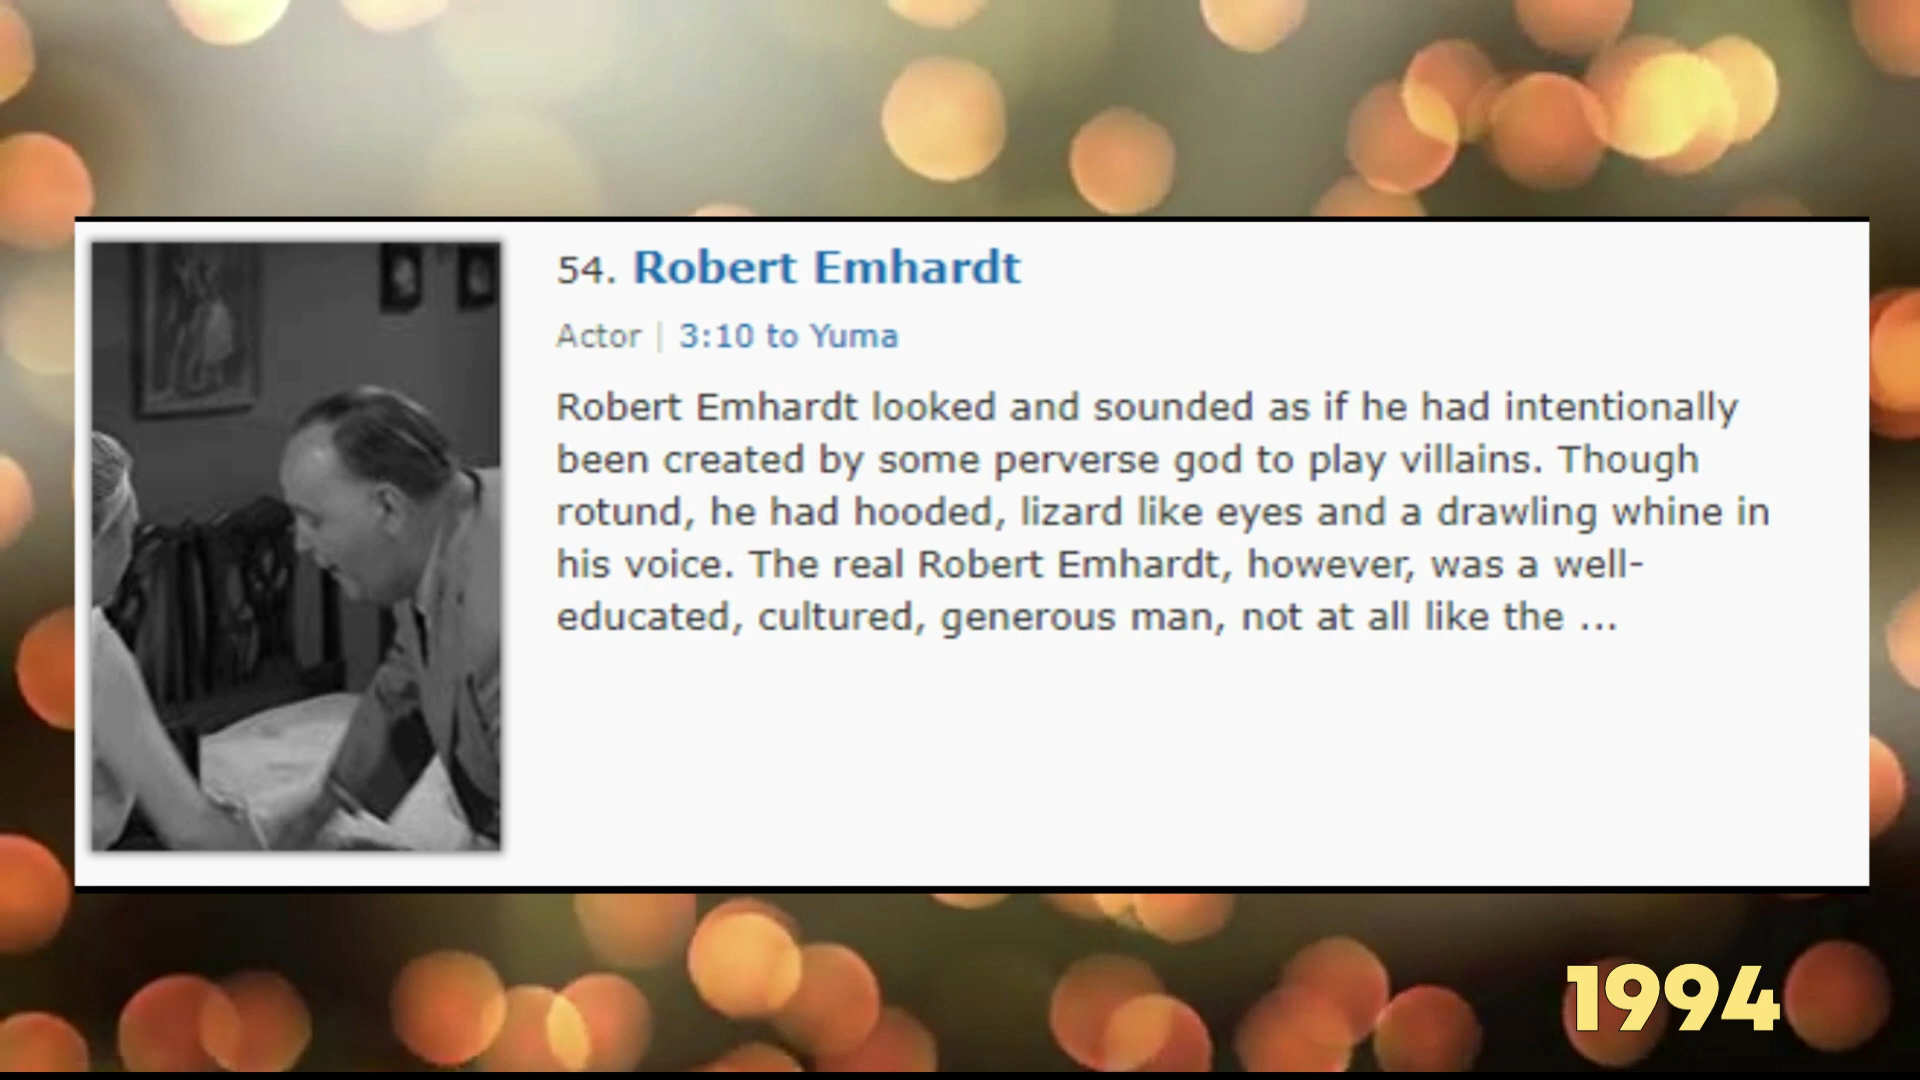 54. Robert Emhardt
Actor | 3:10 to Yuma
Robert Emhardt looked and sounded as if he had intentionally
been created by some perverse god to play villains. Though
rotund, he had hooded, lizard like eyes and a drawling whine in
his voice. The real Robert Emhardt, however, was a well-
educated, cultured, generous man, not at all like the ...
1994